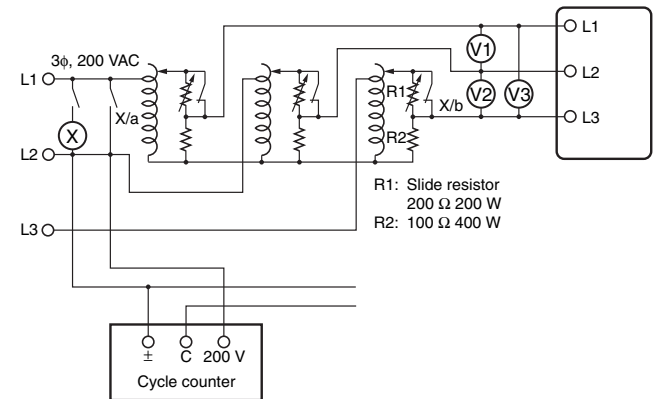 3ϕ, 200 VAC
L1
X/a
X
L2
L3
R1
X/b
R2
V1
V2
V3
L1
L2
L3
R1: Slide resistor
200 Ω 200 W
R2: 100 Ω 400 W
± C 200 V
Cycle counter